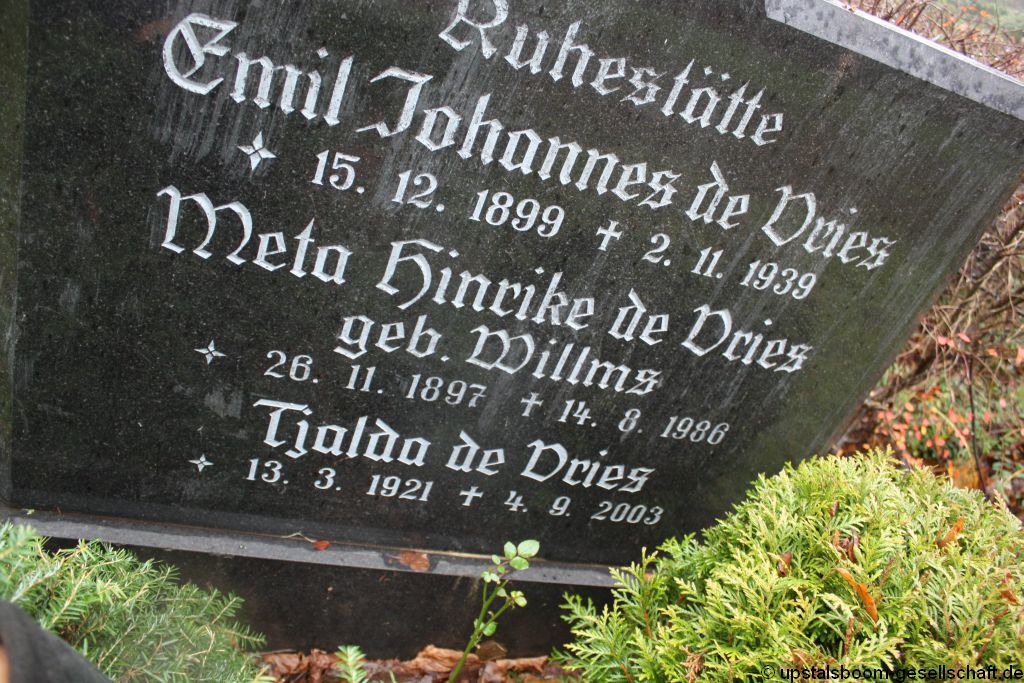 Ruhestätte
Emil Johannes de Vries
15. 12. 1899 ✝ 2. 11. 1939
Meta Hinrike de Vries
geb. Willms
26. 11. 1897 ✝ 14. 8. 1986
Tjalda de Vries
13. 3. 1921 ✝ 4. 9. 2003
© upstalsboom-gesellschaft.de